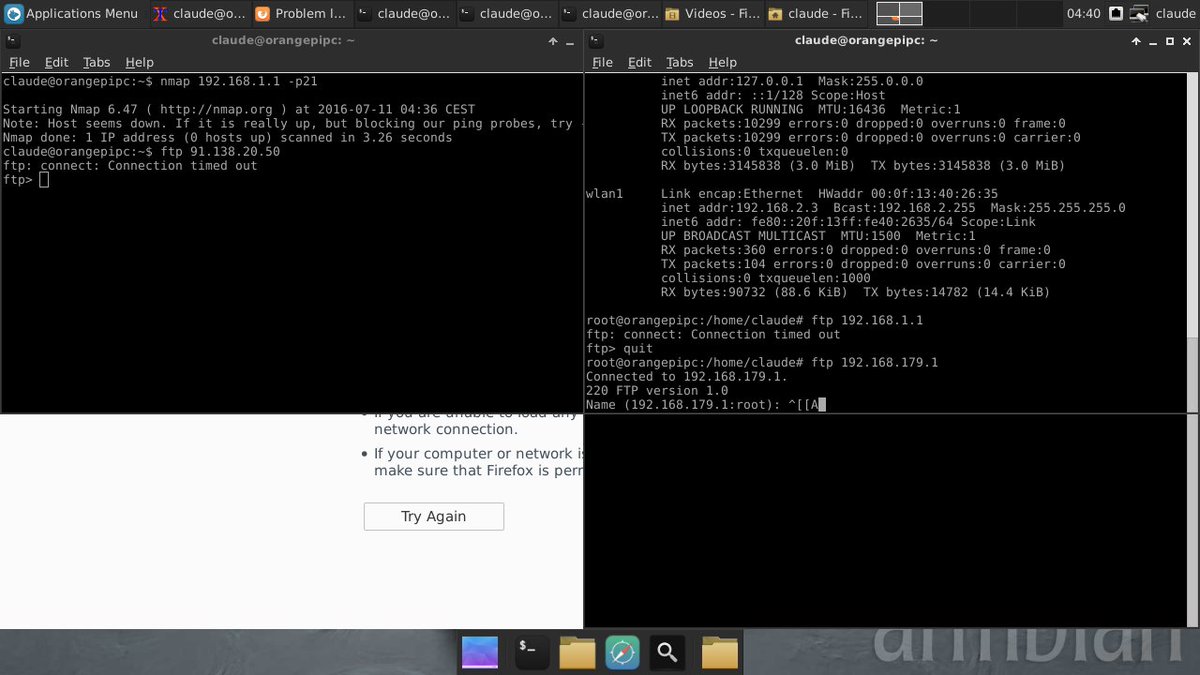 Applications Menu
claude@o...
Problem l...
claude@o...
claude@o...
claude@or...
Videos - Fi...
claude - Fi...
04:40
claude
claude@orangepipc: ~
File Edit Tabs Help
claude@orangepipc:~$ nmap 192.168.1.1 -p21
Starting Nmap 6.47 ( http://nmap.org ) at 2016-07-11 04:36 CEST
Note: Host seems down. If it is really up, but blocking our ping probes, try -
Nmap done: 1 IP address (0 hosts up) scanned in 3.26 seconds
claude@orangepipc:~$ ftp 91.138.20.50
ftp: connect: Connection timed out
ftp>
claude@orangepipc: ~
File Edit Tabs Help
inet addr:127.0.0.1  Mask:255.0.0.0
inet6 addr: ::1/128 Scope:Host
UP LOOPBACK RUNNING  MTU:16436  Metric:1
RX packets:10299 errors:0 dropped:0 overruns:0 frame:0
TX packets:10299 errors:0 dropped:0 overruns:0 carrier:0
collisions:0 txqueuelen:0
RX bytes:3145838 (3.0 MiB)  TX bytes:3145838 (3.0 MiB)
wlan1     Link encap:Ethernet  HWaddr 00:0f:13:40:26:35
inet addr:192.168.2.3  Bcast:192.168.2.255  Mask:255.255.255.0
inet6 addr: fe80::20f:13ff:fe40:2635/64 Scope:Link
UP BROADCAST MULTICAST  MTU:1500  Metric:1
RX packets:360 errors:0 dropped:0 overruns:0 frame:0
TX packets:104 errors:0 dropped:0 overruns:0 carrier:0
collisions:0 txqueuelen:1000
RX bytes:90732 (88.6 KiB)  TX bytes:14782 (14.4 KiB)
root@orangepipc:/home/claude# ftp 192.168.1.1
ftp: connect: Connection timed out
ftp> quit
root@orangepipc:/home/claude# ftp 192.168.179.1
Connected to 192.168.179.1.
220 FTP version 1.0
Name (192.168.179.1:root): ^[[A
If you are unable to load any
network connection.
If your computer or network is
make sure that Firefox is per
Try Again
armbian